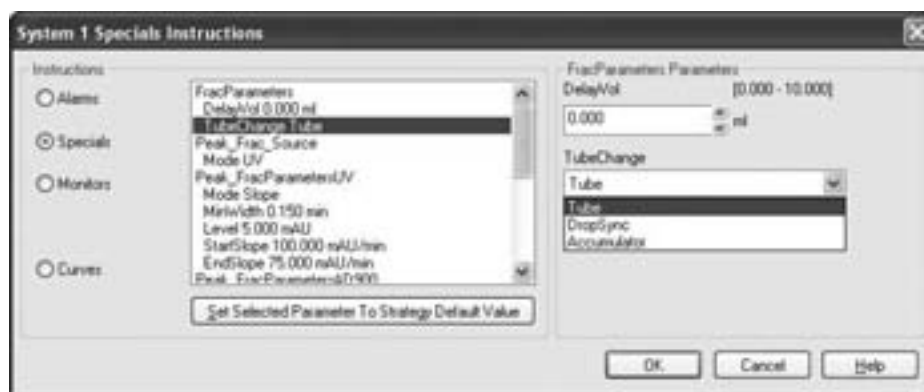 System 1 Specials Instructions
Instructions
Alarms
Specials
Monitors
Curves
FracParameters
DelayVol 0.000 ml
TubeChange Tube
Peak_Frac_Source
Mode UV
Peak_FracParametersUV
Mode Slope
MinWidth 0.150 min
Level 5.000 mAU
StartSlope 100.000 mAU/min
EndSlope 75.000 mAU/min
Peak_FracParametersAD900
Set Selected Parameter To Strategy Default Value
FracParameters Parameters
DelayVol [0.000 - 10.000]
0.000 ml
TubeChange
Tube
Tube
DropSync
Accumulator
OK
Cancel
Help